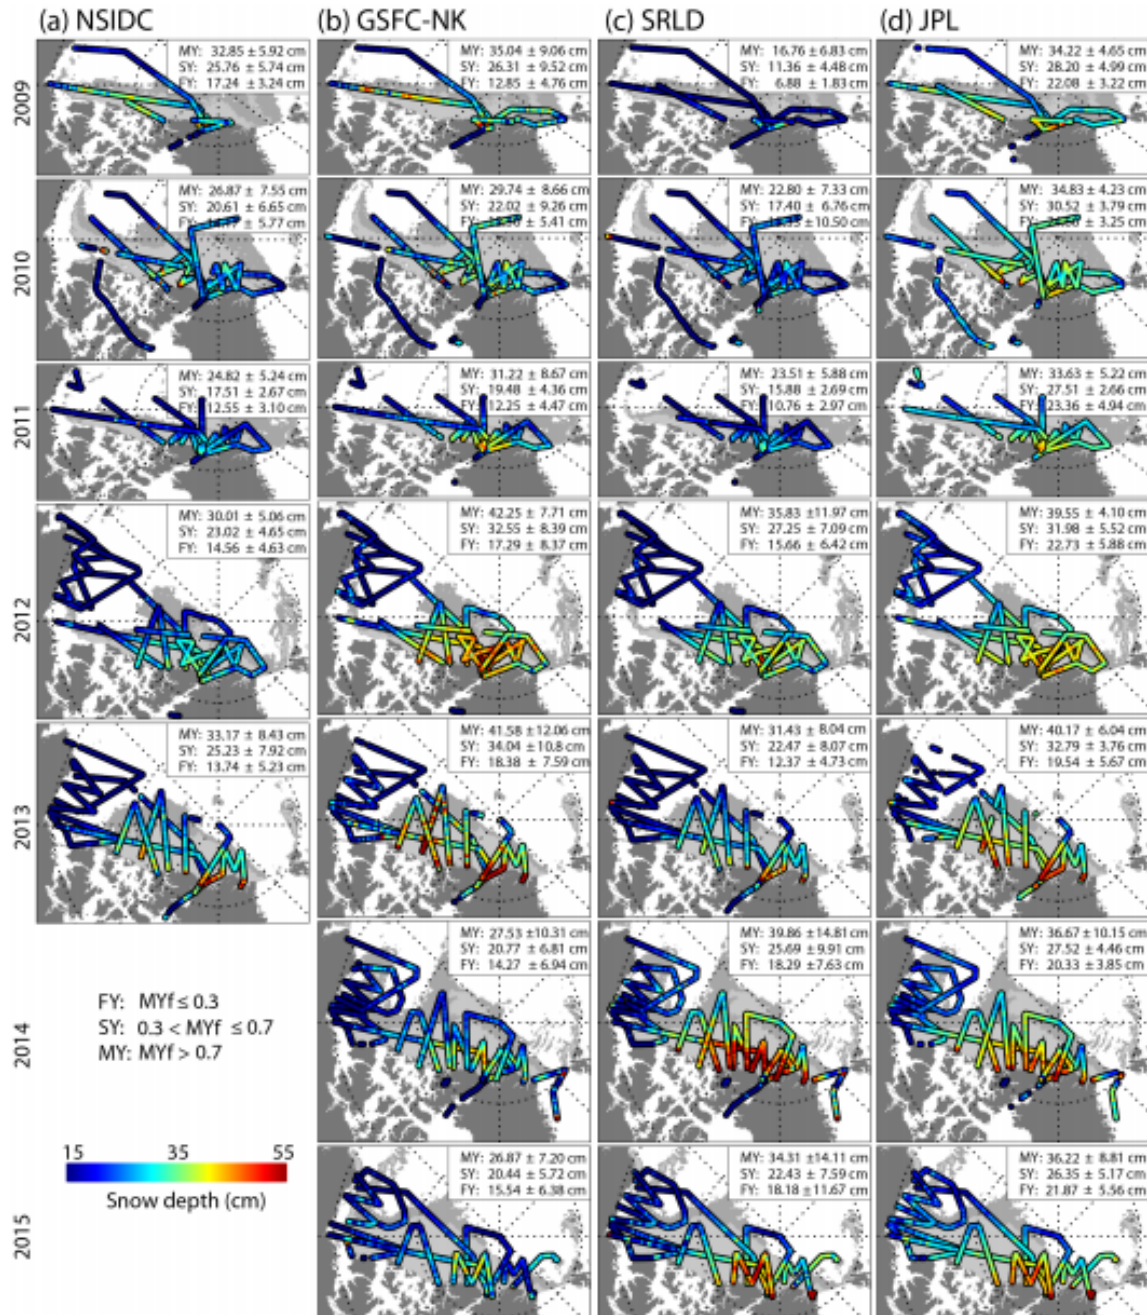 (a) NSIDC
(b) GSFC-NK
(c) SRLD
(d) JPL
2009
MY: 32.85 ± 5.92 cm
SY: 25.76 ± 5.74 cm
FY: 17.24 ± 3.24 cm
MY: 35.04 ± 9.06 cm
SY: 26.31 ± 9.52 cm
FY: 12.85 ± 4.76 cm
MY: 16.76 ± 6.83 cm
SY: 11.36 ± 4.48 cm
FY: 6.88 ± 1.83 cm
MY: 34.22 ± 4.65 cm
SY: 28.20 ± 4.99 cm
FY: 22.08 ± 3.22 cm
2010
MY: 26.87 ± 7.55 cm
SY: 20.61 ± 6.65 cm
FY: ± 5.77 cm
MY: 29.74 ± 8.66 cm
SY: 22.02 ± 9.26 cm
FY: ± 5.41 cm
MY: 22.80 ± 7.33 cm
SY: 17.40 ± 6.76 cm
FY: ± 10.50 cm
MY: 34.83 ± 4.23 cm
SY: 30.52 ± 3.79 cm
FY: ± 3.25 cm
2011
MY: 24.82 ± 5.24 cm
SY: 17.51 ± 2.67 cm
FY: 12.55 ± 3.10 cm
MY: 31.22 ± 8.67 cm
SY: 19.48 ± 4.36 cm
FY: 12.25 ± 4.47 cm
MY: 23.51 ± 5.88 cm
SY: 15.88 ± 2.69 cm
FY: 10.76 ± 2.97 cm
MY: 33.63 ± 5.22 cm
SY: 27.51 ± 2.66 cm
FY: 23.36 ± 4.94 cm
2012
MY: 30.01 ± 5.06 cm
SY: 23.02 ± 4.65 cm
FY: 14.56 ± 4.63 cm
MY: 42.25 ± 7.71 cm
SY: 32.55 ± 8.39 cm
FY: 17.29 ± 8.37 cm
MY: 35.83 ±11.97 cm
SY: 27.25 ± 7.09 cm
FY: 15.66 ± 6.42 cm
MY: 39.55 ± 4.10 cm
SY: 31.98 ± 5.52 cm
FY: 22.73 ± 5.88 cm
2013
MY: 33.17 ± 8.43 cm
SY: 25.23 ± 7.92 cm
FY: 13.74 ± 5.23 cm
MY: 41.58 ±12.06 cm
SY: 34.04 ±10.8 cm
FY: 18.38 ± 7.59 cm
MY: 31.43 ± 8.04 cm
SY: 22.47 ± 8.07 cm
FY: 12.37 ± 4.73 cm
MY: 40.17 ± 6.04 cm
SY: 32.79 ± 3.76 cm
FY: 19.54 ± 5.67 cm
2014
MY: 27.53 ±10.31 cm
SY: 20.77 ± 6.81 cm
FY: 14.27 ± 6.94 cm
MY: 39.86 ±14.81 cm
SY: 25.69 ± 9.91 cm
FY: 18.29 ±7.63 cm
MY: 36.67 ±10.15 cm
SY: 27.52 ± 4.46 cm
FY: 20.33 ± 3.85 cm
FY: MYf ≤ 0.3
SY: 0.3 < MYf ≤ 0.7
MY: MYf > 0.7
15 35 55
Snow depth (cm)
2015
MY: 26.87 ± 7.20 cm
SY: 20.44 ± 5.72 cm
FY: 15.54 ± 6.38 cm
MY: 34.31 ±14.11 cm
SY: 22.43 ± 7.59 cm
FY: 18.18 ±11.67 cm
MY: 36.22 ± 8.81 cm
SY: 26.35 ± 5.17 cm
FY: 21.87 ± 5.56 cm